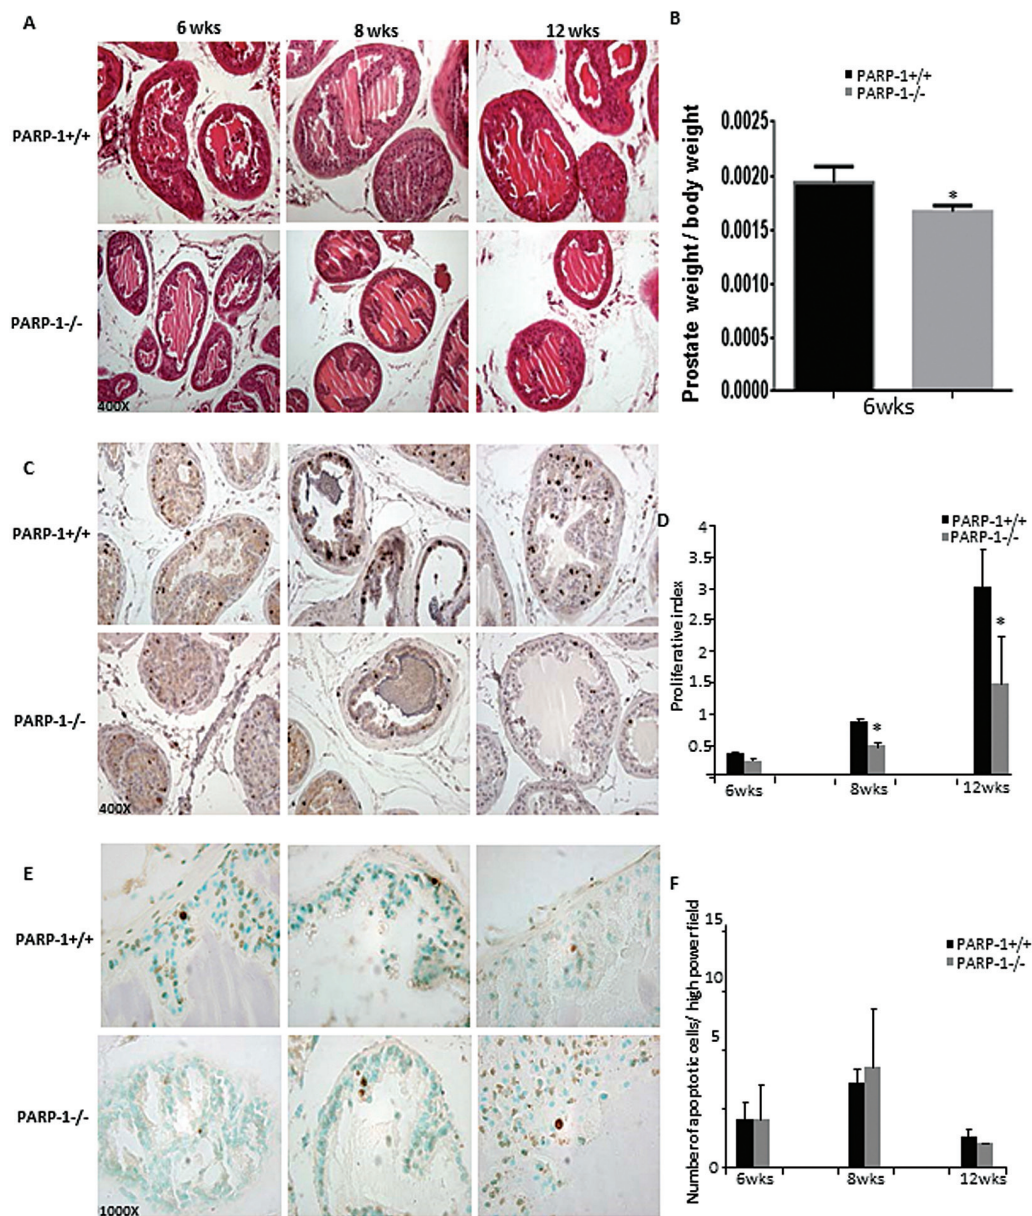 A
6 wks
8 wks
12 wks
PARP-1+/+
PARP-1-/-
400X
B
PARP-1+/+
PARP-1-/-
Prostate weight / body weight
0.0025
0.0020
0.0015
0.0010
0.0005
0.0000
*
6wks
C
PARP-1+/+
PARP-1-/-
400X
D
PARP-1+/+
PARP-1-/-
Proliferative index
4
3.5
3
2.5
2
1.5
1
0.5
*
*
6wks
8wks
12wks
E
PARP-1+/+
PARP-1-/-
1000X
F
PARP-1+/+
PARP-1-/-
Number of apoptotic cells/ high power field
15
10
5
0
6wks
8wks
12wks